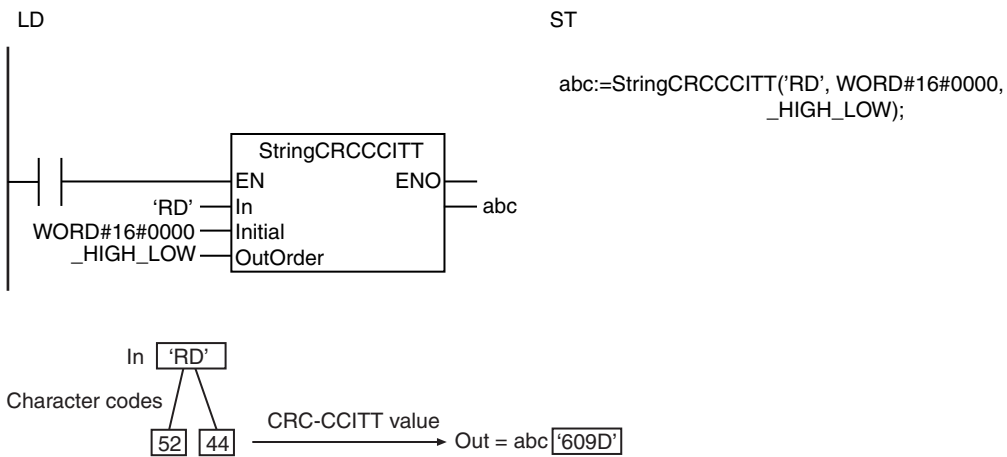 LD
ST
abc:=StringCRCCCITT('RD', WORD#16#0000,
_HIGH_LOW);
StringCRCCCITT
EN ENO
‘RD’ In abc
WORD#16#0000 Initial
_HIGH_LOW OutOrder
In ‘RD’
Character codes
52 44 CRC-CCITT value Out = abc ‘609D’